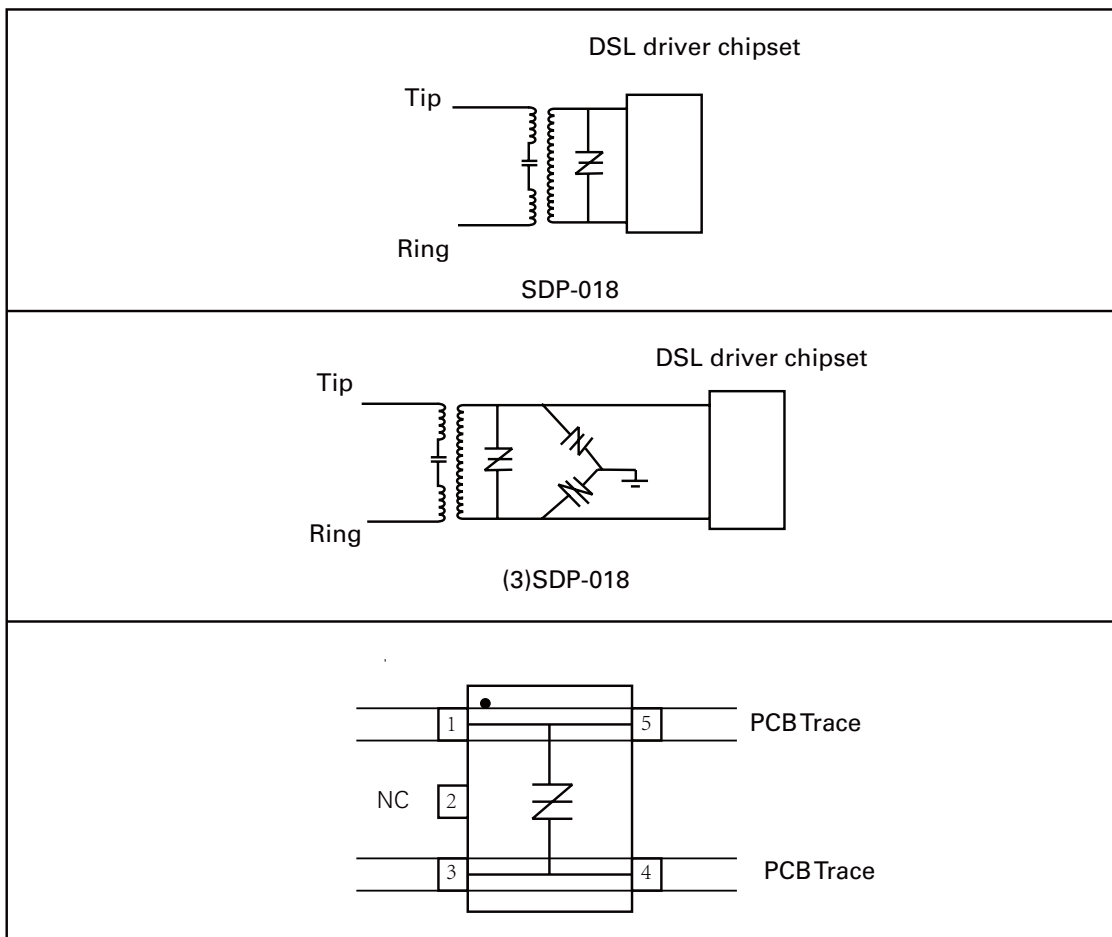 DSL driver chipset
Tip
Ring
SDP-018
DSL driver chipset
Tip
Ring
(3)SDP-018
1
5
PCB Trace
NC
2
3
4
PCB Trace